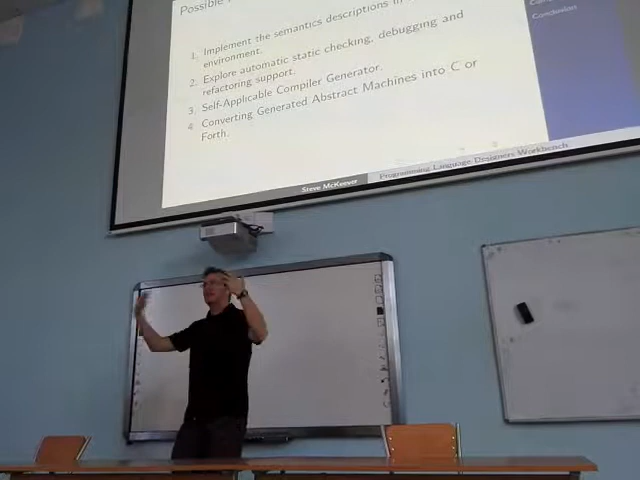 Possible
1. Implement the semantics descriptions in
environment.
2. Explore automatic static checking, debugging and
refactoring support.
3. Self-Applicable Compiler Generator.
4. Converting Generated Abstract Machines into C or
Forth.
Conclusion
Steve McKeever
Programming Language Designers Workbench